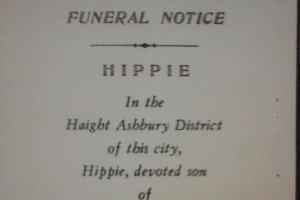 FUNERAL NOTICE
HIPPIE
In the
Haight Ashbury District
of this city,
Hippie, devoted son
of